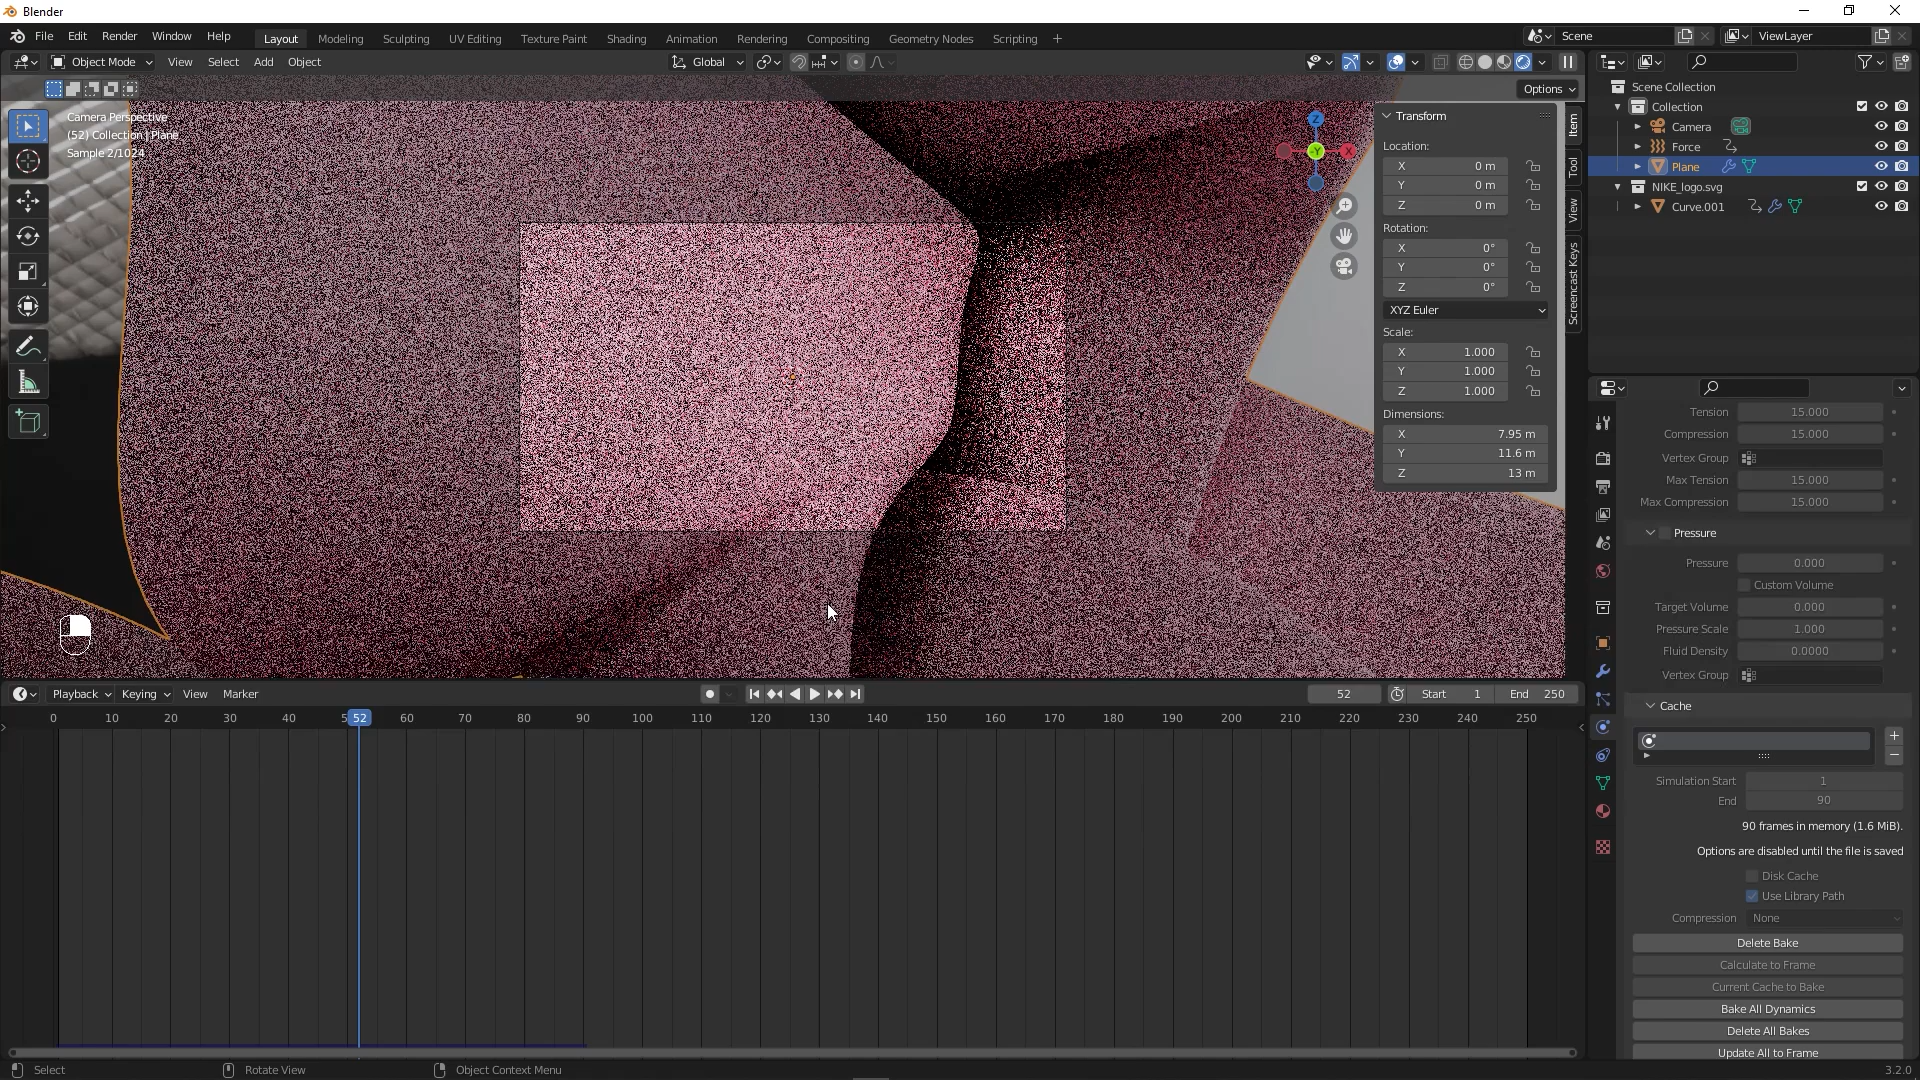 Blender
File Edit Render Window Help
Layout Modeling Sculpting UV Editing Texture Paint Shading Animation Rendering Compositing Geometry Nodes Scripting +
Scene
ViewLayer
Object Mode View Select Add Object
Global
Options
Camera Perspective
(52) Collection | Plane
Sample 2/1024
Z
Y
X
Transform
Location:
X 0 m
Y 0 m
Z 0 m
Rotation:
X 0°
Y 0°
Z 0°
XYZ Euler
Scale:
X 1.000
Y 1.000
Z 1.000
Dimensions:
X 7.95 m
Y 11.6 m
Z 13 m
Item
Tool
View
Screencast Keys
Scene Collection
Collection
Camera
Force
Plane
NIKE_logo.svg
Curve.001
Tension 15.000
Compression 15.000
Vertex Group
Max Tension 15.000
Max Compression 15.000
Pressure
Pressure 0.000
Custom Volume
Target Volume 0.000
Pressure Scale 1.000
Fluid Density 0.0000
Vertex Group
Cache
Simulation Start 1
End 90
90 frames in memory (1.6 MiB).
Options are disabled until the file is saved
Disk Cache
Use Library Path
Compression None
Delete Bake
Calculate to Frame
Current Cache to Bake
Bake All Dynamics
Delete All Bakes
Update All to Frame
Playback Keying View Marker
52 Start 1 End 250
0 10 20 30 40 5 52 60 70 80 90 100 110 120 130 140 150 160 170 180 190 200 210 220 230 240 250
Select Rotate View Object Context Menu
3.2.0